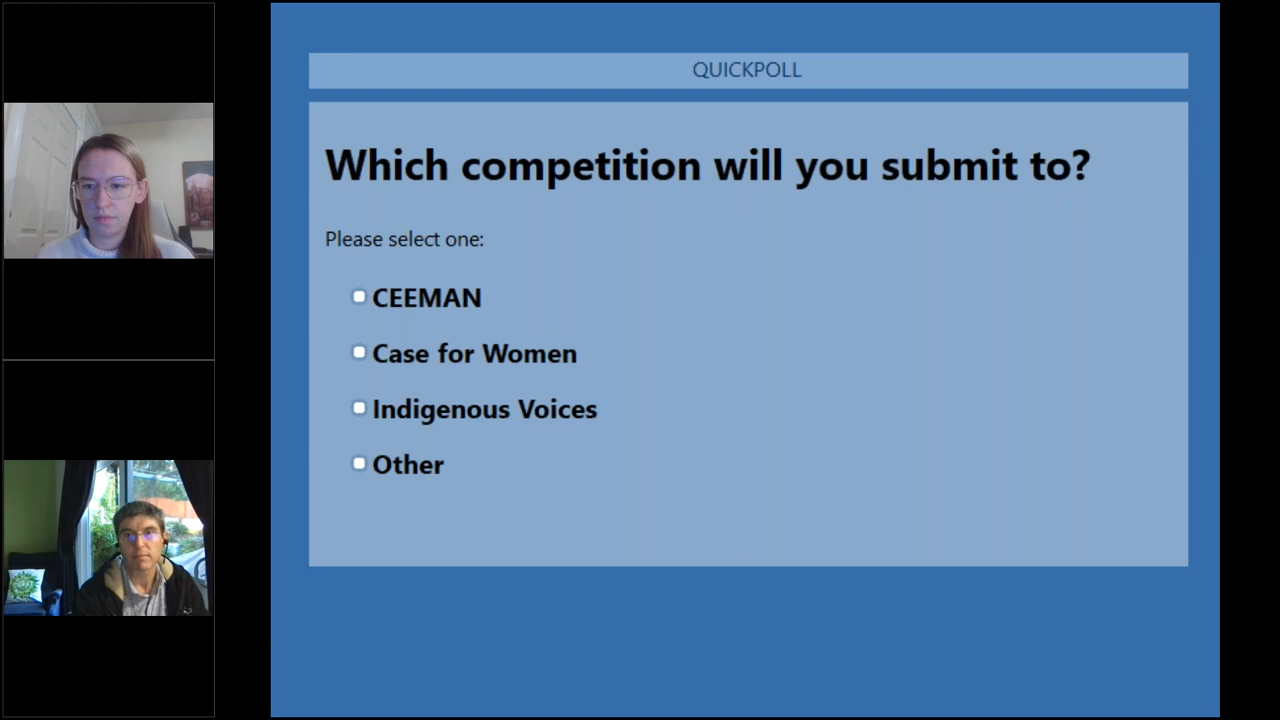 QUICKPOLL
Which competition will you submit to?
Please select one:
CEEMAN
Case for Women
Indigenous Voices
Other